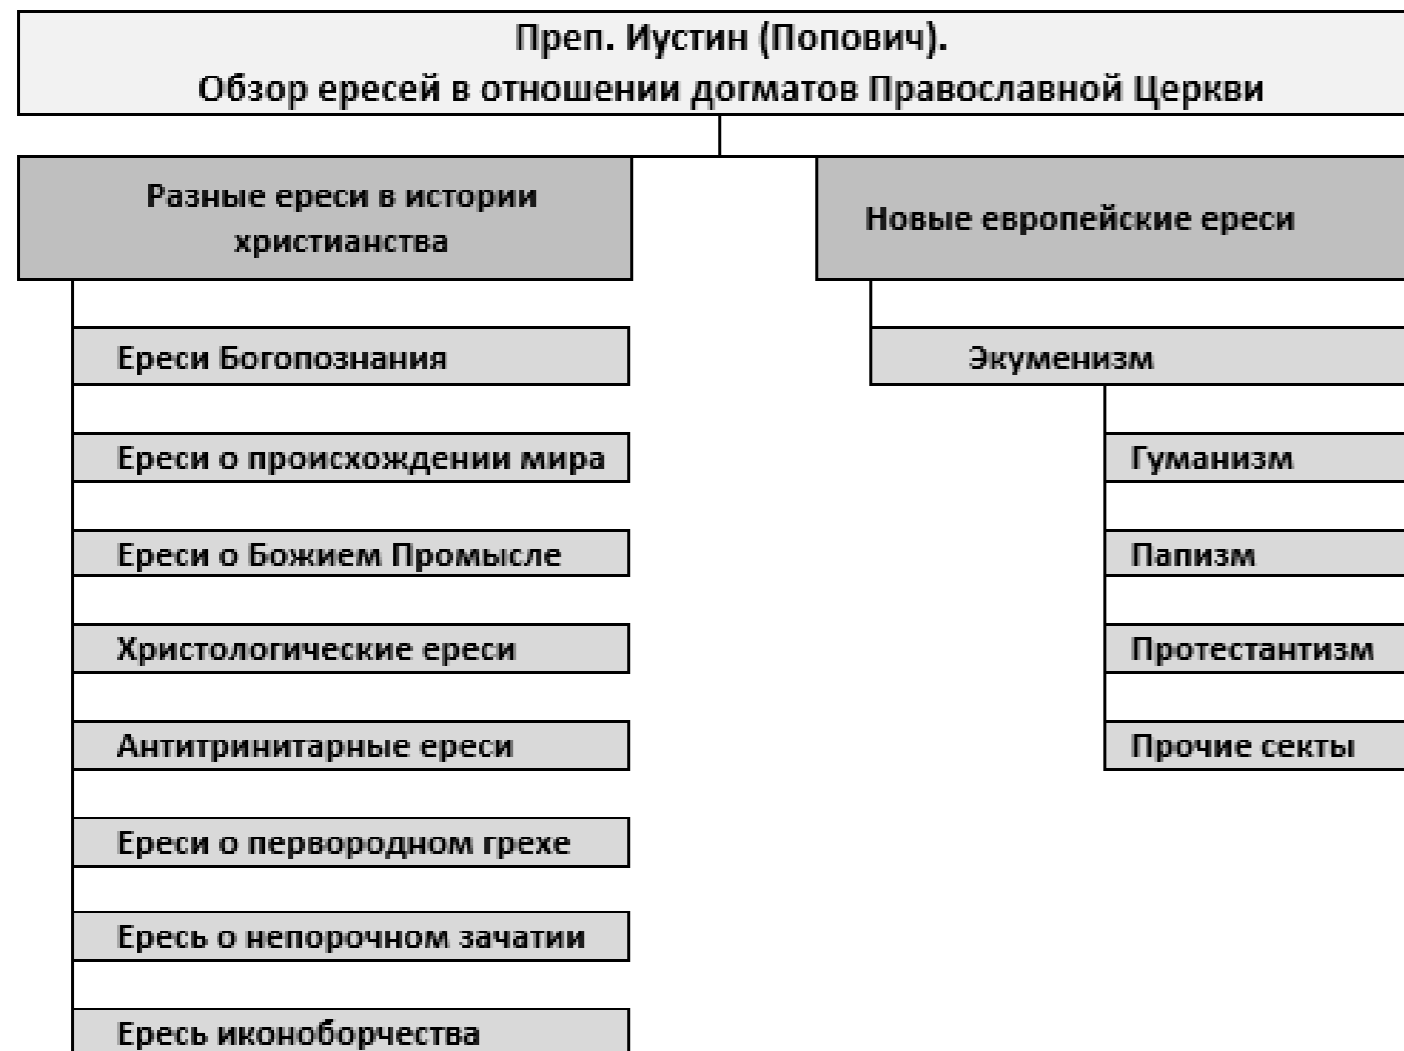 Преп. Иустин (Попович).
Обзор ересей в отношении догматов Православной Церкви
Разные ереси в истории
христианства
Ереси Богопознания
Ереси о происхождении мира
Ереси о Божием Промысле
Христологические ереси
Антитринитарные ереси
Ереси о первородном грехе
Ересь о непорочном зачатии
Ересь иконоборчества
Новые европейские ереси
Экуменизм
Гуманизм
Папизм
Протестантизм
Прочие секты